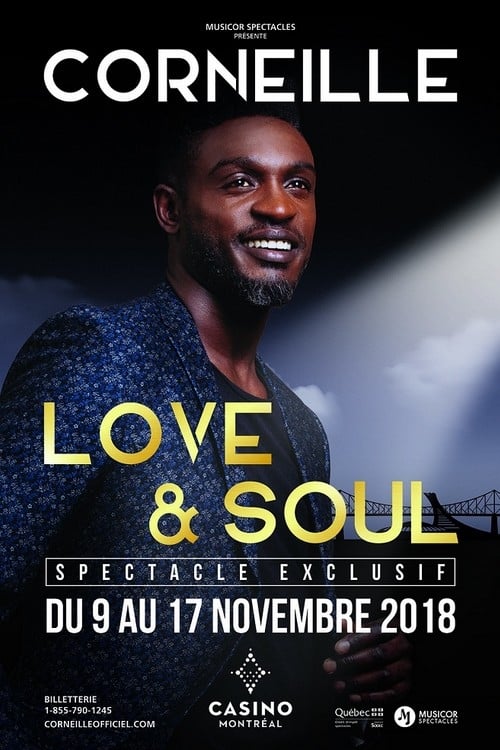 MUSICOR SPECTACLES
PRÉSENTE
CORNEILLE
LOVE
& SOUL
SPECTACLE EXCLUSIF
DU 9 AU 17 NOVEMBRE 2018
BILLETTERIE
1-855-790-1245
CORNEILLEOFFICIEL.COM
CASINO
MONTRÉAL
Québec
M
MUSICOR
SPECTACLES